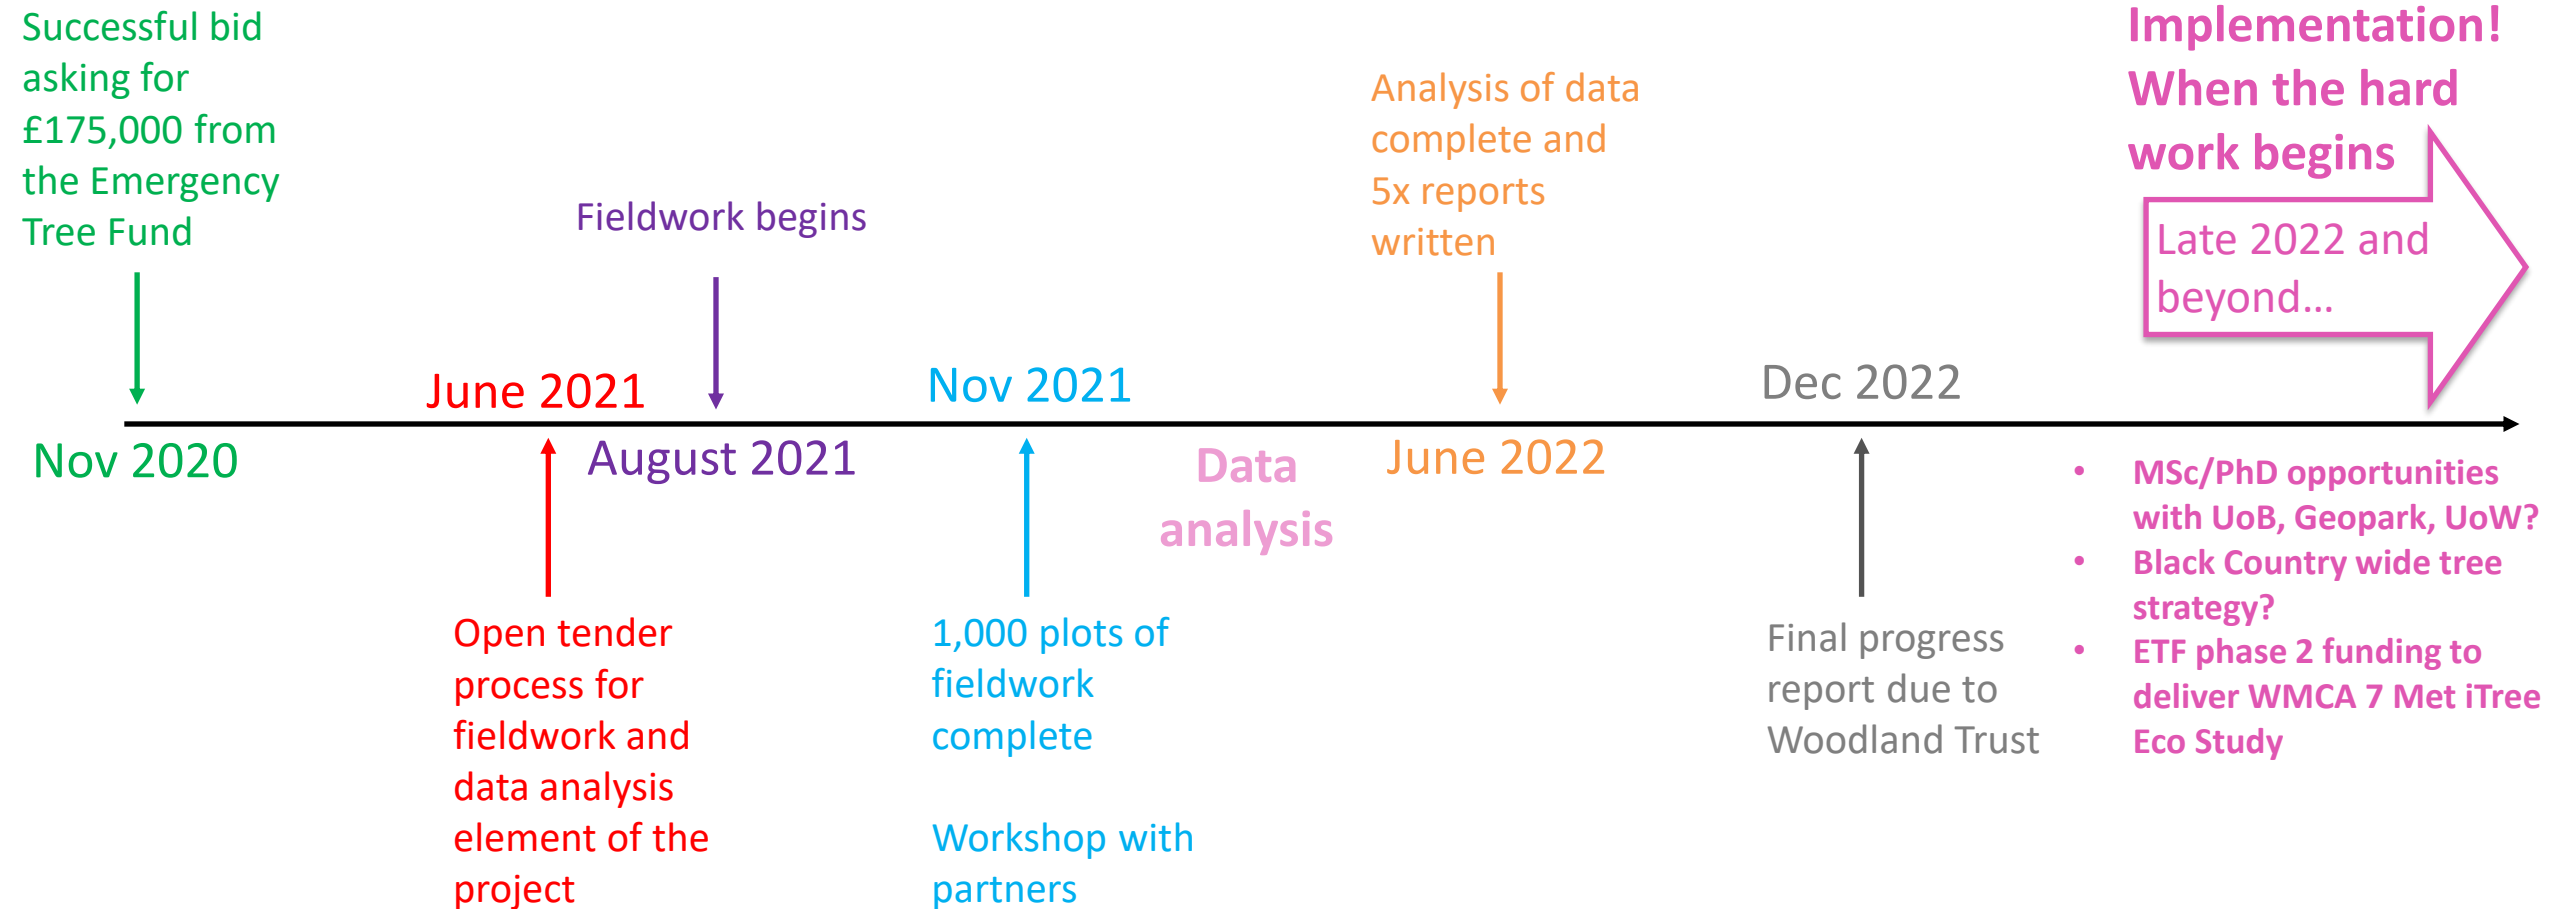 Successful bid
asking for
£175,000 from
the Emergency
Tree Fund
Nov 2020
June 2021
Open tender
process for
fieldwork and
data analysis
element of the
project
Fieldwork begins
August 2021
Nov 2021
1,000 plots of
fieldwork
complete
Workshop with
partners
Data
analysis
Analysis of data
complete and
5x reports
written
June 2022
Dec 2022
Final progress
report due to
Woodland Trust
Implementation!
When the hard
work begins
Late 2022 and
beyond...
• MSc/PhD opportunities
with UoB, Geopark, UoW?
• Black Country wide tree
strategy?
• ETF phase 2 funding to
deliver WMCA 7 Met iTree
Eco Study